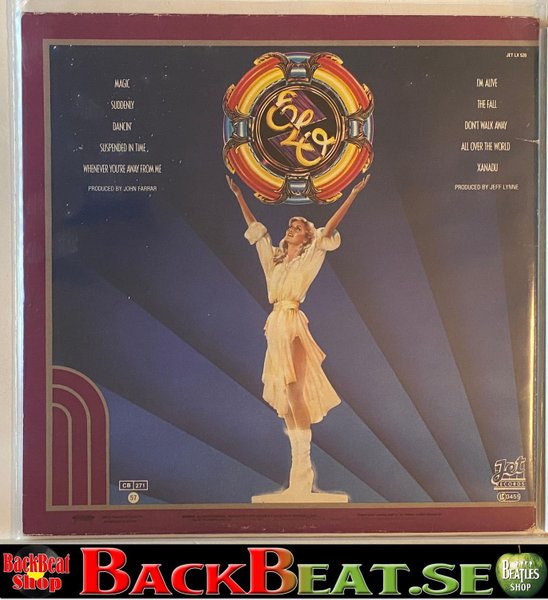 JET LX 526
MAGIC
SUDDENLY
DANCIN'
SUSPENDED IN TIME
WHENEVER YOU'RE AWAY FROM ME
PRODUCED BY JOHN FARRAR
I'M ALIVE
THE FALL
DON'T WALK AWAY
ALL OVER THE WORLD
XANADU
PRODUCED BY JEFF LYNNE
ELO
CB 271
57
Jet
RECORDS
BackBeat
Shop
BACKBEAT.SE
BEATLES
SHOP